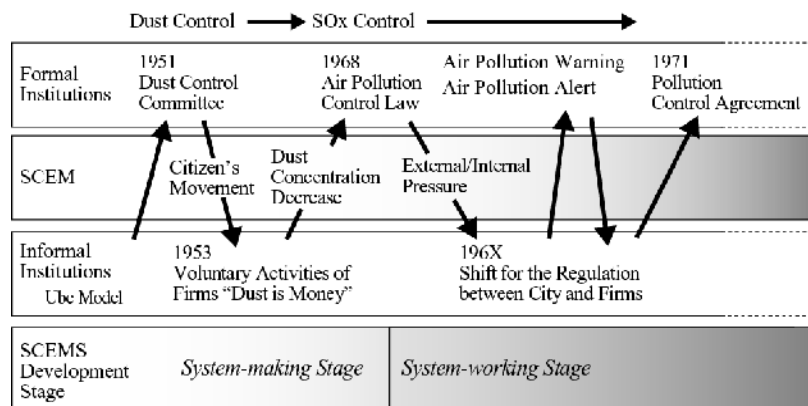 Dust Control
SOx Control
Formal
Institutions
1951
Dust Control
Committee
1968
Air Pollution
Control Law
Air Pollution Warning
Air Pollution Alert
1971
Pollution
Control Agreement
SCEM
Citizen's
Movement
Dust
Concentration
Decrease
External/Internal
Pressure
Informal
Institutions
Ube Model
1953
Voluntary Activities of
Firms “Dust is Money”
196X
Shift for the Regulation
between City and Firms
SCEMS
Development
Stage
System-making Stage
System-working Stage